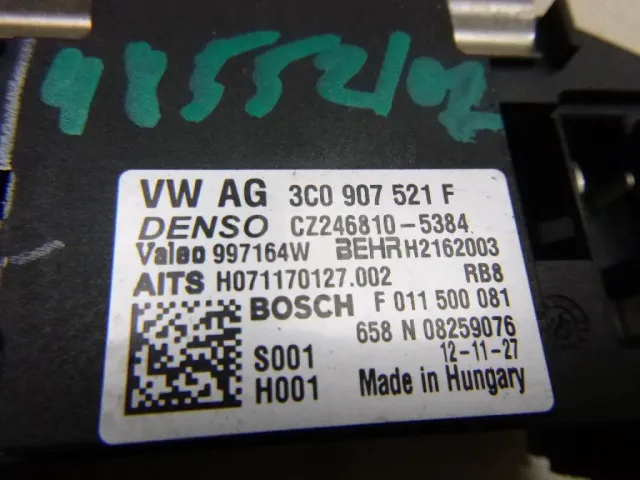 98552102
VW AG 3C0 907 521 F
DENSO CZ246810-5384
Valeo 997164W BEHR H2162003
AITS H071170127.002 RB8
BOSCH F 011 500 081
658 N 08259076
S001 12-11-27
H001 Made in Hungary